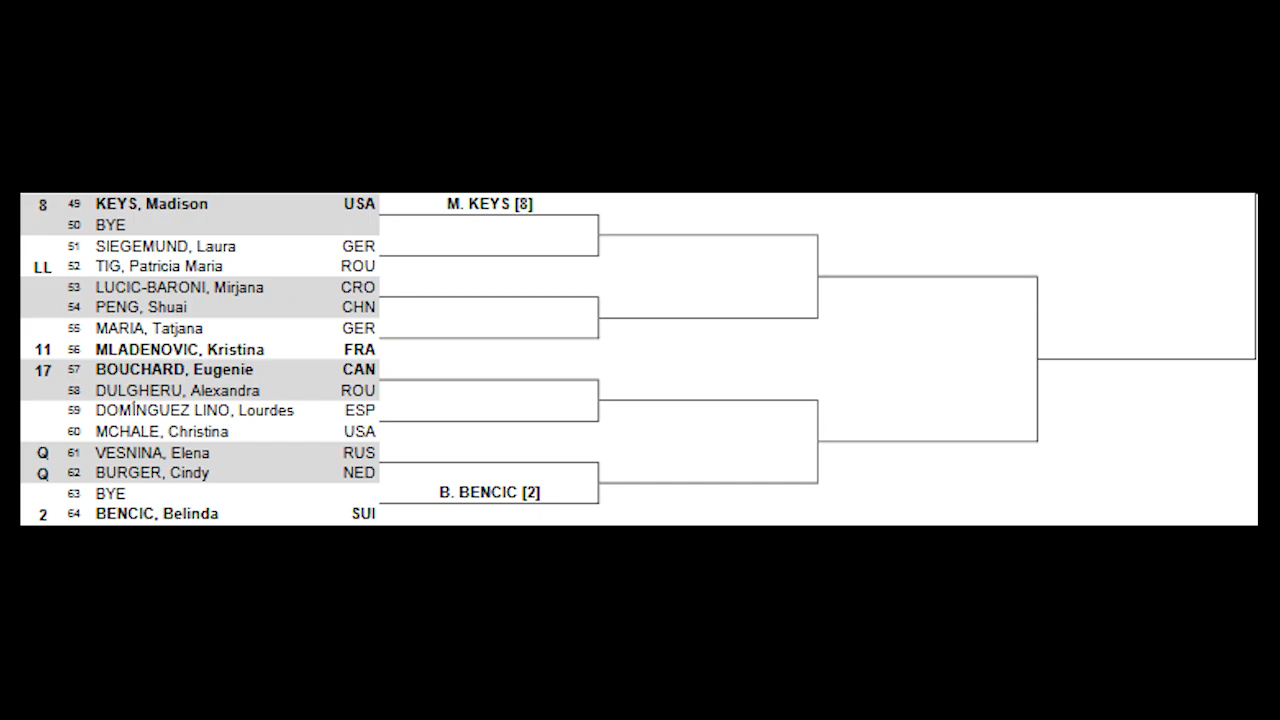 8 49 KEYS, Madison USA M. KEYS [8]
50 BYE
51 SIEGEMUND, Laura GER
LL 52 TIG, Patricia Maria ROU
53 LUCIC-BARONI, Mirjana CRO
54 PENG, Shuai CHN
55 MARIA, Tatjana GER
11 56 MLADENOVIC, Kristina FRA
17 57 BOUCHARD, Eugenie CAN
58 DULGHERU, Alexandra ROU
59 DOMÍNGUEZ LINO, Lourdes ESP
60 MCHALE, Christina USA
Q 61 VESNINA, Elena RUS
Q 62 BURGER, Cindy NED
63 BYE B. BENCIC [2]
2 64 BENCIC, Belinda SUI